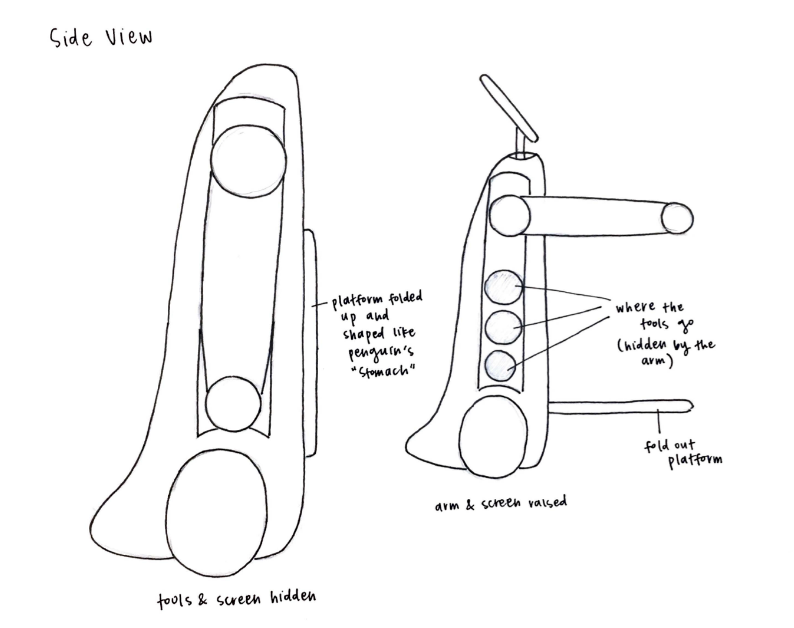 Side View
platform folded
up and
shaped like
penguin's
"stomach"
where the
tools go
(hidden by the
arm)
fold out
platform
arm & screen raised
tools & screen hidden